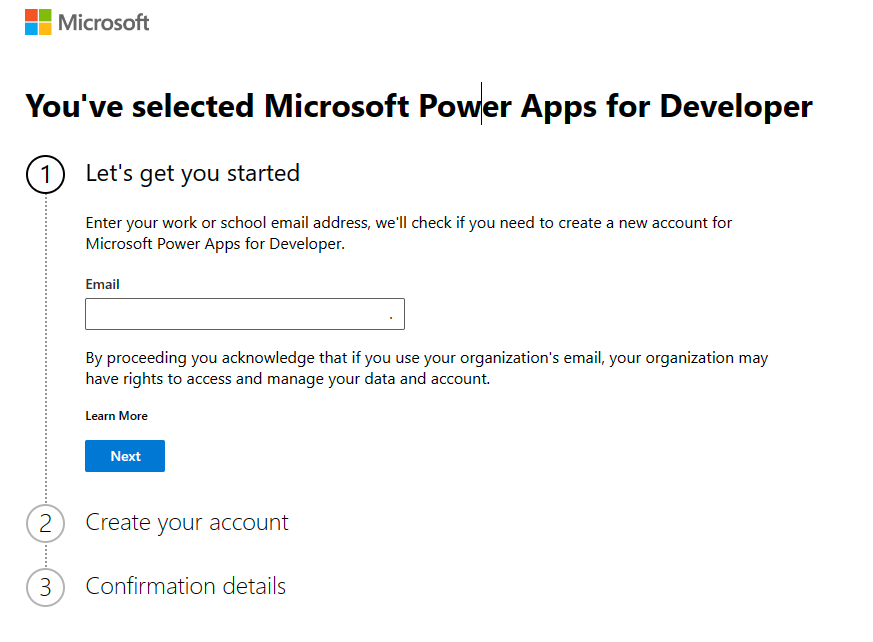 Microsoft
You've selected Microsoft Power Apps for Developer
1 Let's get you started
Enter your work or school email address, we'll check if you need to create a new account for
Microsoft Power Apps for Developer.
Email
.
By proceeding you acknowledge that if you use your organization's email, your organization may
have rights to access and manage your data and account.
Learn More
Next
2 Create your account
3 Confirmation details